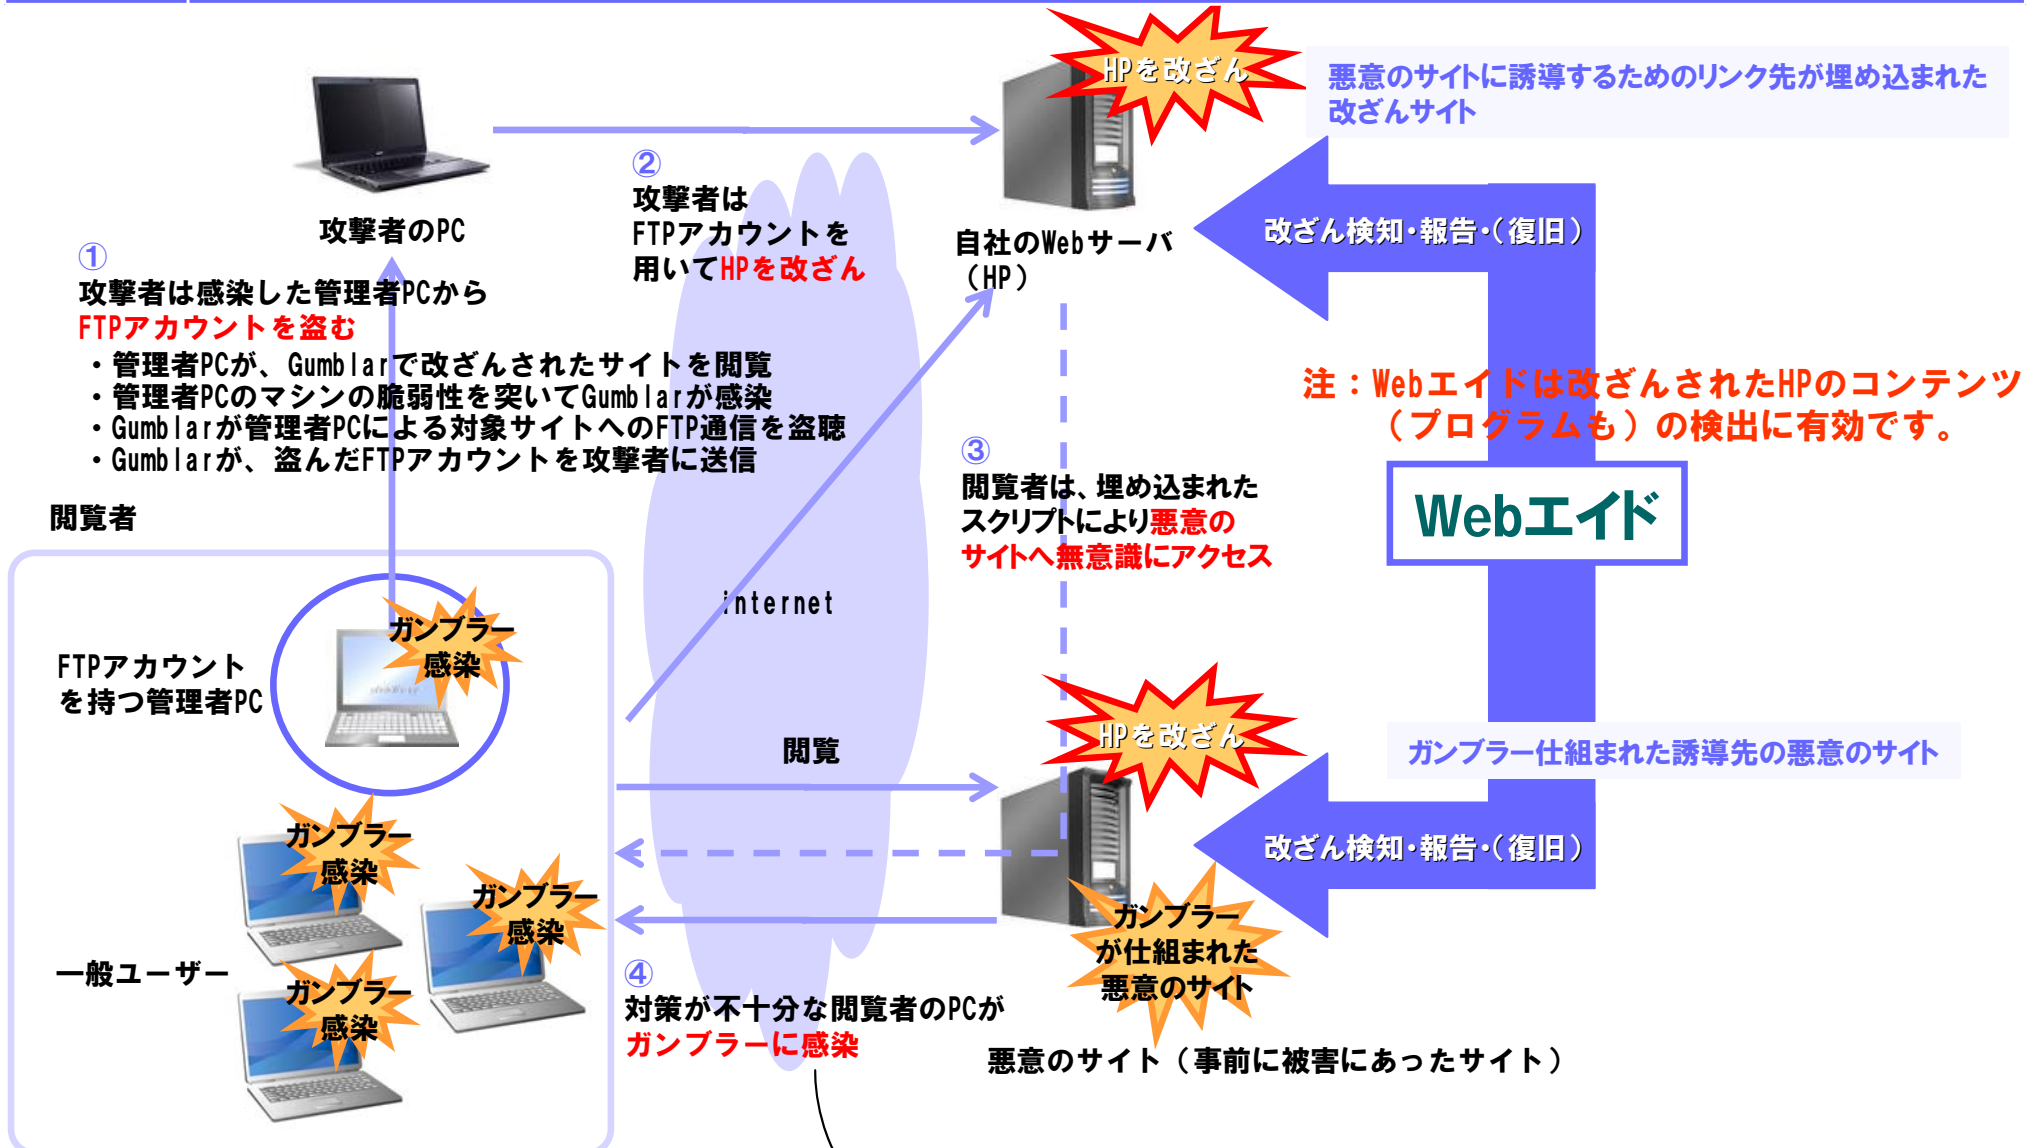 HPを改ざん
悪意のサイトに誘導するためのリンク先が埋め込まれた
改ざんサイト
攻撃者のPC
②
攻撃者は
FTPアカウントを
用いてHPを改ざん
自社のWebサーバ
（HP）
改ざん検知・報告・（復旧）
①
攻撃者は感染した管理者PCから
FTPアカウントを盗む
・管理者PCが、Gumblarで改ざんされたサイトを閲覧
・管理者PCのマシンの脆弱性を突いてGumblarが感染
・Gumblarが管理者PCによる対象サイトへのFTP通信を盗聴
・Gumblarが、盗んだFTPアカウントを攻撃者に送信
注：Webエイドは改ざんされたHPのコンテンツ
（プログラムも）の検出に有効です。
③
閲覧者は、埋め込まれた
スクリプトにより悪意の
サイトへ無意識にアクセス
Webエイド
閲覧者
internet
ガンブラー
感染
FTPアカウント
を持つ管理者PC
閲覧
HPを改ざん
ガンブラー仕組まれた誘導先の悪意のサイト
改ざん検知・報告・（復旧）
ガンブラー
感染
ガンブラー
感染
ガンブラー
が仕組まれた
悪意のサイト
一般ユーザー
ガンブラー
感染
④
対策が不十分な閲覧者のPCが
ガンブラーに感染
悪意のサイト（事前に被害にあったサイト）